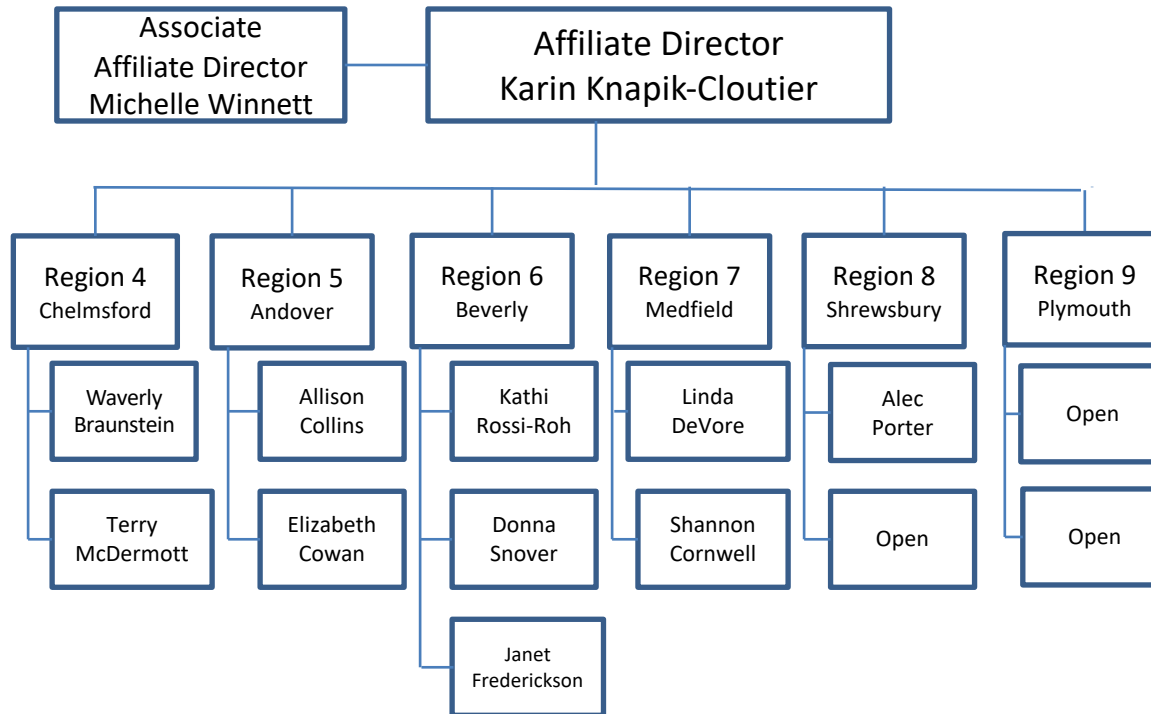 Associate
Affiliate Director
Michelle Winnett
Affiliate Director
Karin Knapik-Cloutier
Region 4
Chelmsford
Region 5
Andover
Region 6
Beverly
Region 7
Medfield
Region 8
Shrewsbury
Region 9
Plymouth
Waverly
Braunstein
Allison
Collins
Kathi
Rossi-Roh
Linda
DeVore
Alec
Porter
Open
Terry
McDermott
Elizabeth
Cowan
Donna
Snover
Shannon
Cornwell
Open
Open
Janet
Frederickson